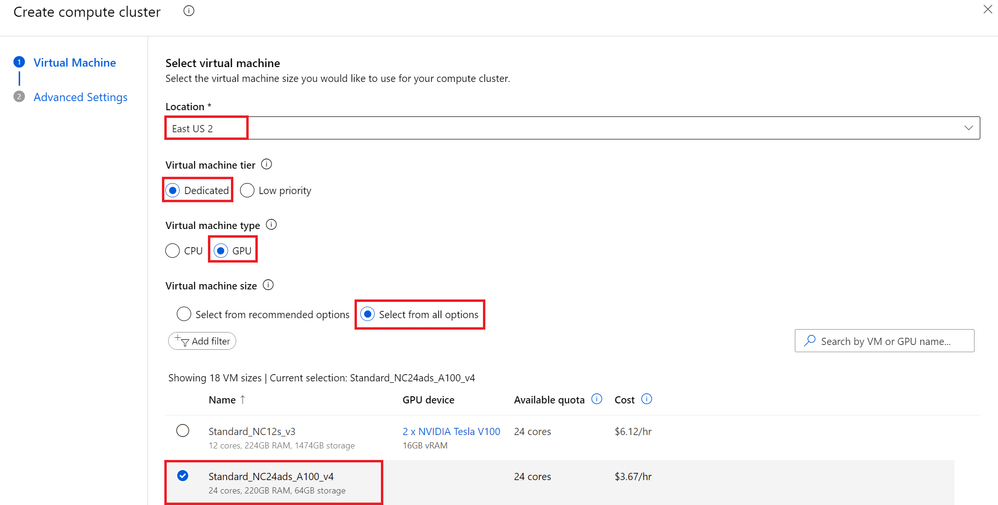 Create compute cluster
1 Virtual Machine
2 Advanced Settings
Select virtual machine
Select the virtual machine size you would like to use for your compute cluster.
Location *
East US 2
Virtual machine tier
Dedicated Low priority
Virtual machine type
CPU GPU
Virtual machine size
Select from recommended options Select from all options
Add filter Search by VM or GPU name...
Showing 18 VM sizes | Current selection: Standard_NC24ads_A100_v4
Name ↑ GPU device Available quota Cost
Standard_NC12s_v3 2 x NVIDIA Tesla V100 24 cores $6.12/hr
12 cores, 224GB RAM, 1474GB storage 16GB vRAM
Standard_NC24ads_A100_v4 24 cores $3.67/hr
24 cores, 220GB RAM, 64GB storage